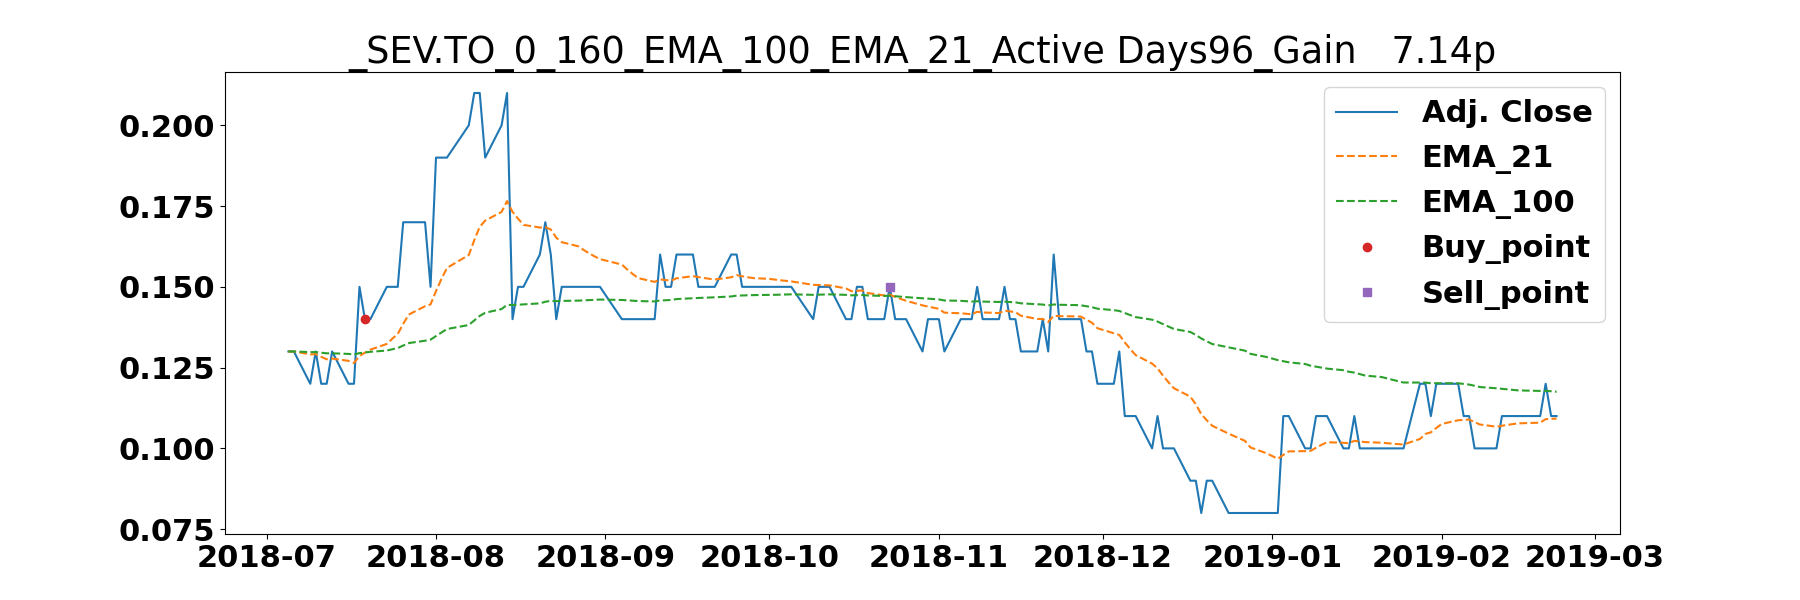 _SEV.TO_0_160_EMA_100_EMA_21_Active Days96_Gain   7.14p
0.200
0.175
0.150
0.125
0.100
0.075
2018-07 2018-08 2018-09 2018-10 2018-11 2018-12 2019-01 2019-02 2019-03
Adj. Close
EMA_21
EMA_100
Buy_point
Sell_point